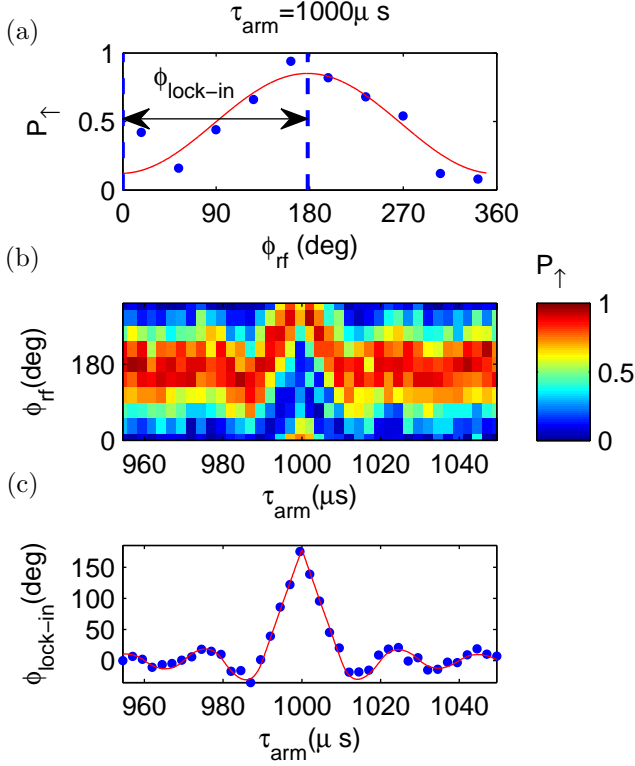 τarm=1000μ s
(a)
1
ϕlock−in
0.5
P↑
0
0 90 180 270 360
ϕrf (deg)
(b)
P↑
1
180
0.5
ϕrf(deg)
0
0
960 980 1000 1020 1040
τarm(μs)
(c)
150
100
50
0
ϕlock−in(deg)
960 980 1000 1020 1040
τarm(μ s)